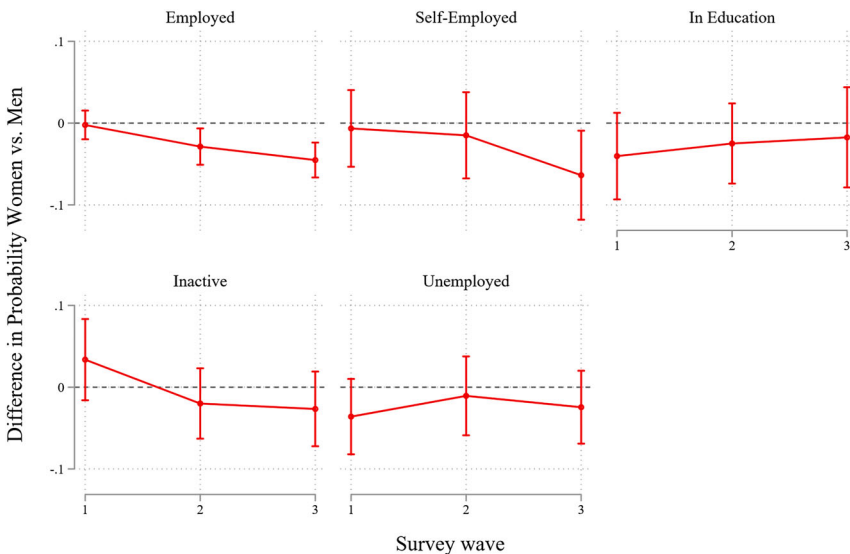 Employed
Self-Employed
In Education
Difference in Probability Women vs. Men
.1
0
-.1
1
2
3
Inactive
Unemployed
.1
0
-.1
1
2
3
1
2
3
Survey wave